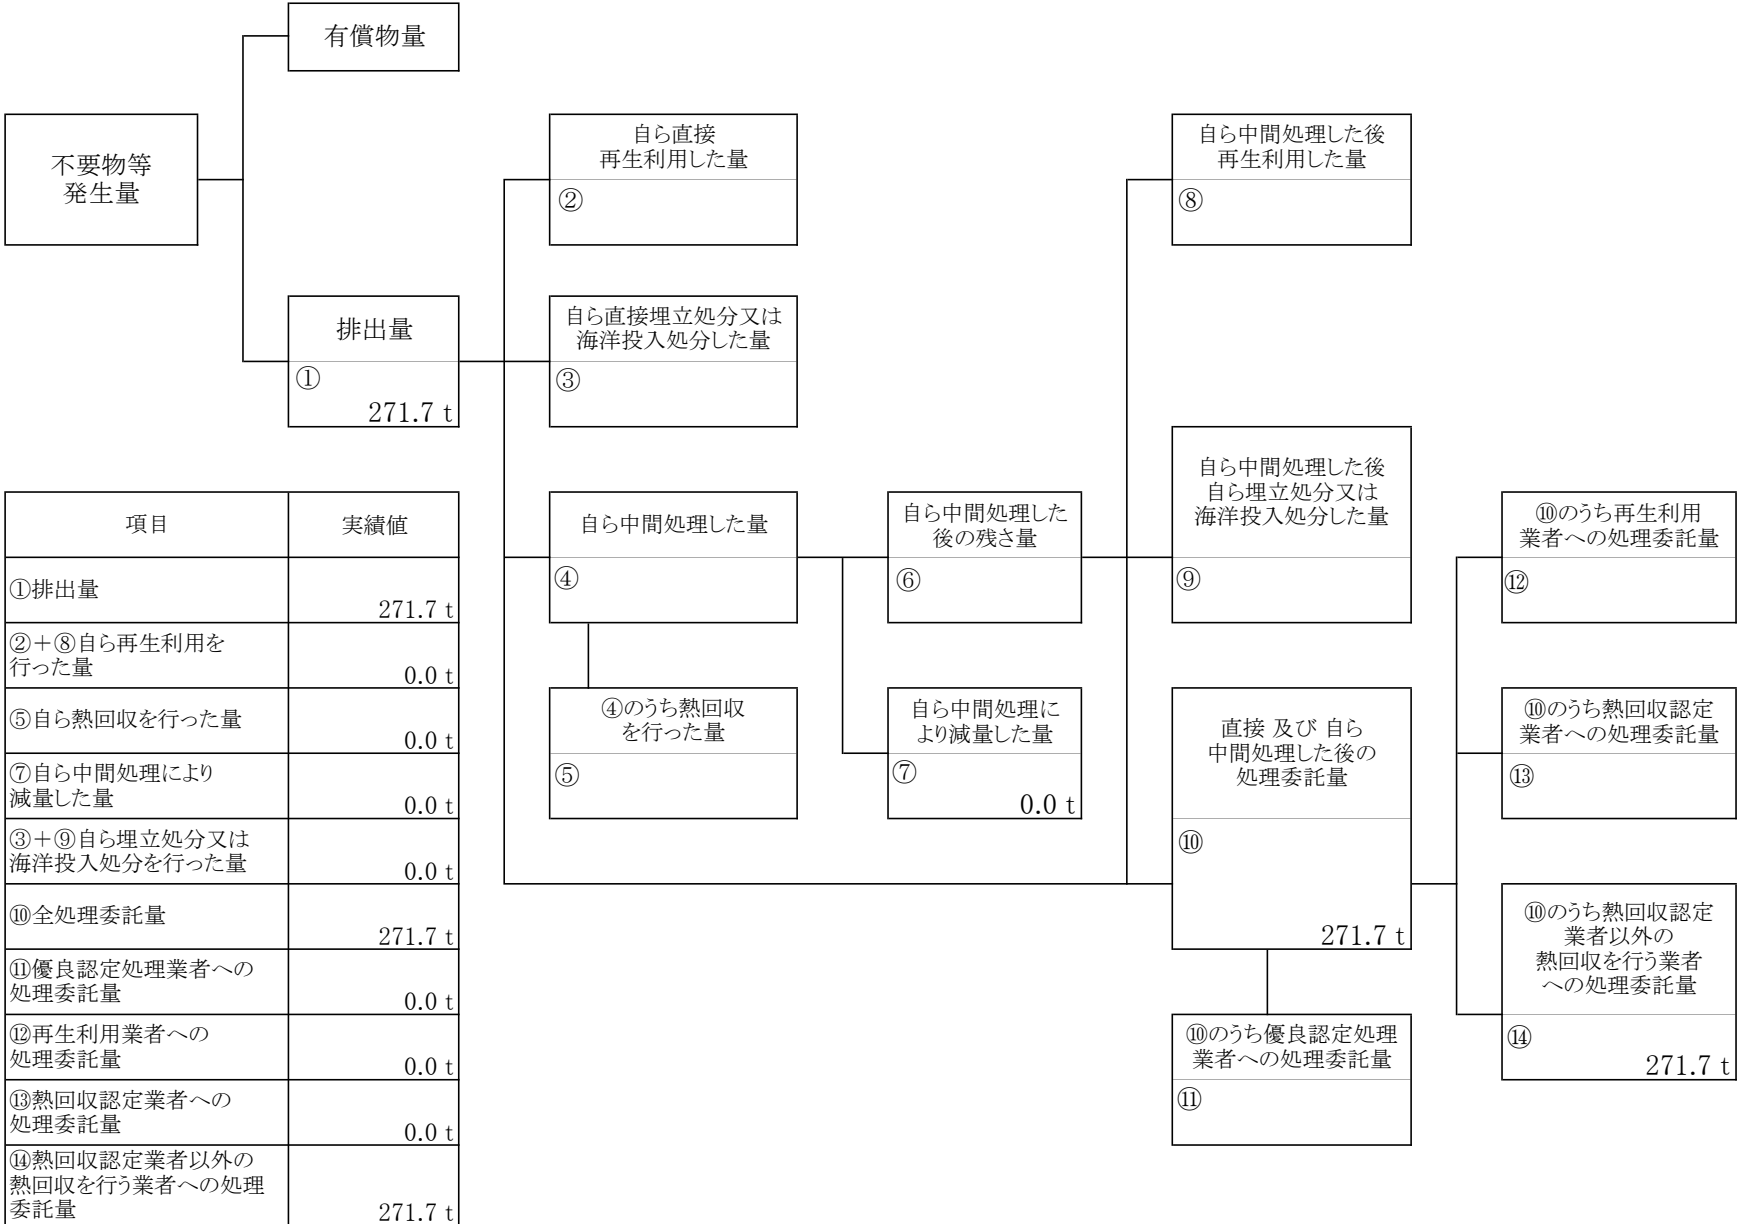 有償物量
不要物等
発生量
排出量
①
271.7 t
自ら直接
再生利用した量
②
自ら直接埋立処分又は
海洋投入処分した量
③
自ら中間処理した量
④
④のうち熱回収
を行った量
⑤
自ら中間処理した
後の残さ量
⑥
自ら中間処理に
より減量した量
⑦
0.0 t
自ら中間処理した後
再生利用した量
⑧
自ら中間処理した後
自ら埋立処分又は
海洋投入処分した量
⑨
直接 及び 自ら
中間処理した後の
処理委託量
⑩
271.7 t
⑩のうち優良認定処理
業者への処理委託量
⑪
⑩のうち再生利用
業者への処理委託量
⑫
⑩のうち熱回収認定
業者への処理委託量
⑬
⑩のうち熱回収認定
業者以外の
熱回収を行う業者
への処理委託量
⑭
271.7 t
項目 実績値
①排出量
271.7 t
②+⑧自ら再生利用を
行った量
0.0 t
⑤自ら熱回収を行った量
0.0 t
⑦自ら中間処理により
減量した量
0.0 t
③+⑨自ら埋立処分又は
海洋投入処分を行った量
0.0 t
⑩全処理委託量
271.7 t
⑪優良認定処理業者への
処理委託量
0.0 t
⑫再生利用業者への
処理委託量
0.0 t
⑬熱回収認定業者への
処理委託量
0.0 t
⑭熱回収認定業者以外の
熱回収を行う業者への処理
委託量
271.7 t